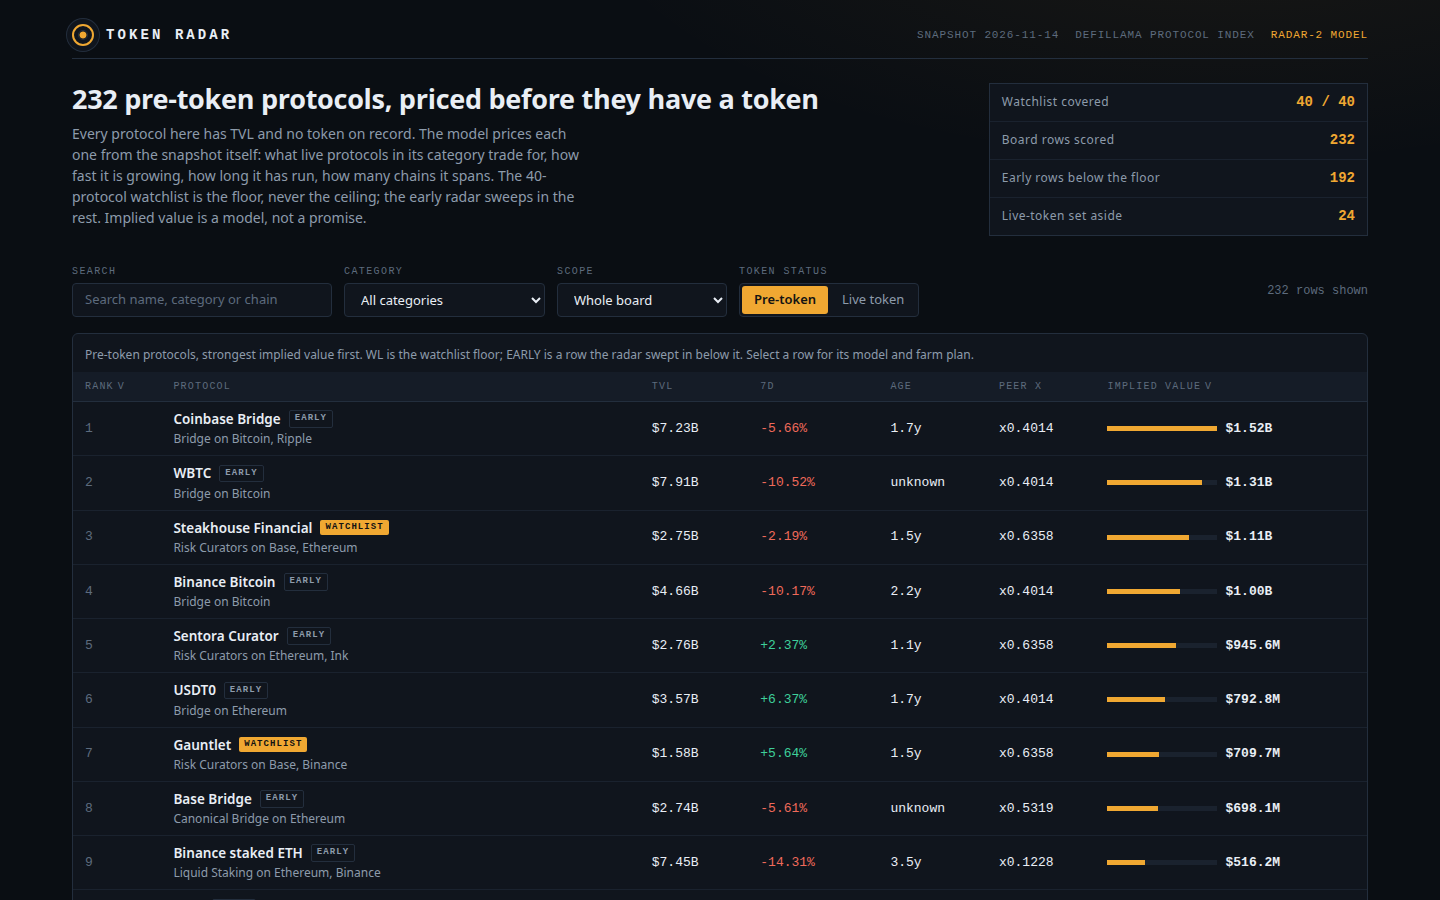 TOKEN RADAR
SNAPSHOT 2026-11-14 DEFILLAMA PROTOCOL INDEX RADAR-2 MODEL
232 pre-token protocols, priced before they have a token
Every protocol here has TVL and no token on record. The model prices each
one from the snapshot itself: what live protocols in its category trade for, how
fast it is growing, how long it has run, how many chains it spans. The 40-
protocol watchlist is the floor, never the ceiling; the early radar sweeps in the
rest. Implied value is a model, not a promise.
Watchlist covered 40 / 40
Board rows scored 232
Early rows below the floor 192
Live-token set aside 24
SEARCH CATEGORY SCOPE TOKEN STATUS
Search name, category or chain All categories Whole board Pre-token Live token
232 rows shown
Pre-token protocols, strongest implied value first. WL is the watchlist floor; EARLY is a row the radar swept in below it. Select a row for its model and farm plan.
RANK V PROTOCOL TVL 7D AGE PEER X IMPLIED VALUE V
1 Coinbase Bridge EARLY $7.23B -5.66% 1.7y x0.4014 $1.52B
Bridge on Bitcoin, Ripple
2 WBTC EARLY $7.91B -10.52% unknown x0.4014 $1.31B
Bridge on Bitcoin
3 Steakhouse Financial WATCHLIST $2.75B -2.19% 1.5y x0.6358 $1.11B
Risk Curators on Base, Ethereum
4 Binance Bitcoin EARLY $4.66B -10.17% 2.2y x0.4014 $1.00B
Bridge on Bitcoin
5 Sentora Curator EARLY $2.76B +2.37% 1.1y x0.6358 $945.6M
Risk Curators on Ethereum, Ink
6 USDT0 EARLY $3.57B +6.37% 1.7y x0.4014 $792.8M
Bridge on Ethereum
7 Gauntlet WATCHLIST $1.58B +5.64% 1.5y x0.6358 $709.7M
Risk Curators on Base, Binance
8 Base Bridge EARLY $2.74B -5.61% unknown x0.5319 $698.1M
Canonical Bridge on Ethereum
9 Binance staked ETH EARLY $7.45B -14.31% 3.5y x0.1228 $516.2M
Liquid Staking on Ethereum, Binance